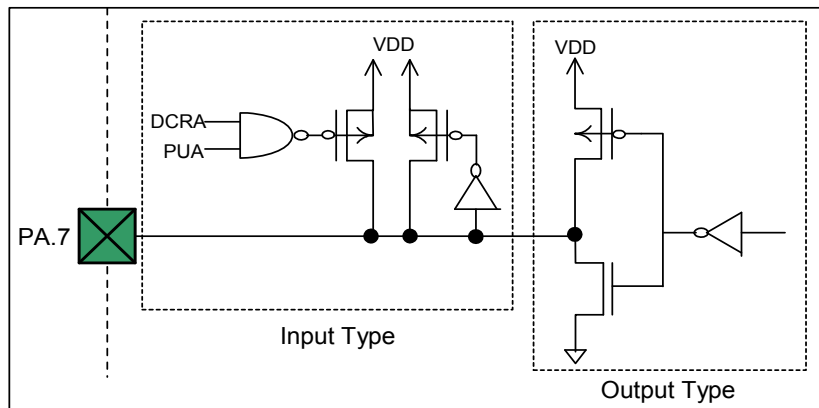 VDD
VDD
DCRA
PUA
PA.7
Input Type
Output Type